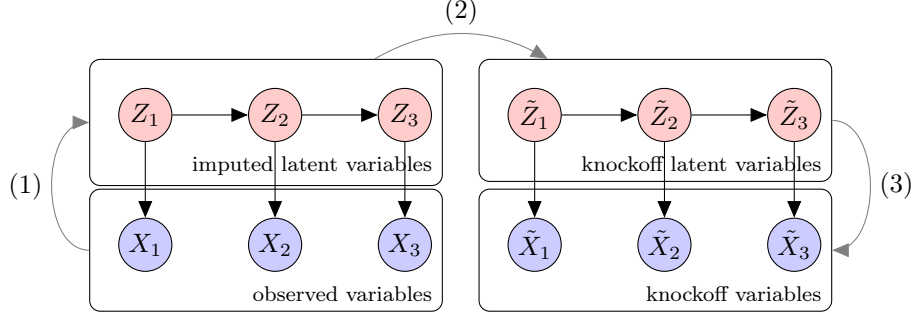 (2)
Z₁ Z₂ Z₃ Z̃₁ Z̃₂ Z̃₃
imputed latent variables knockoff latent variables
(1) (3)
X₁ X₂ X₃ X̃₁ X̃₂ X̃₃
observed variables knockoff variables